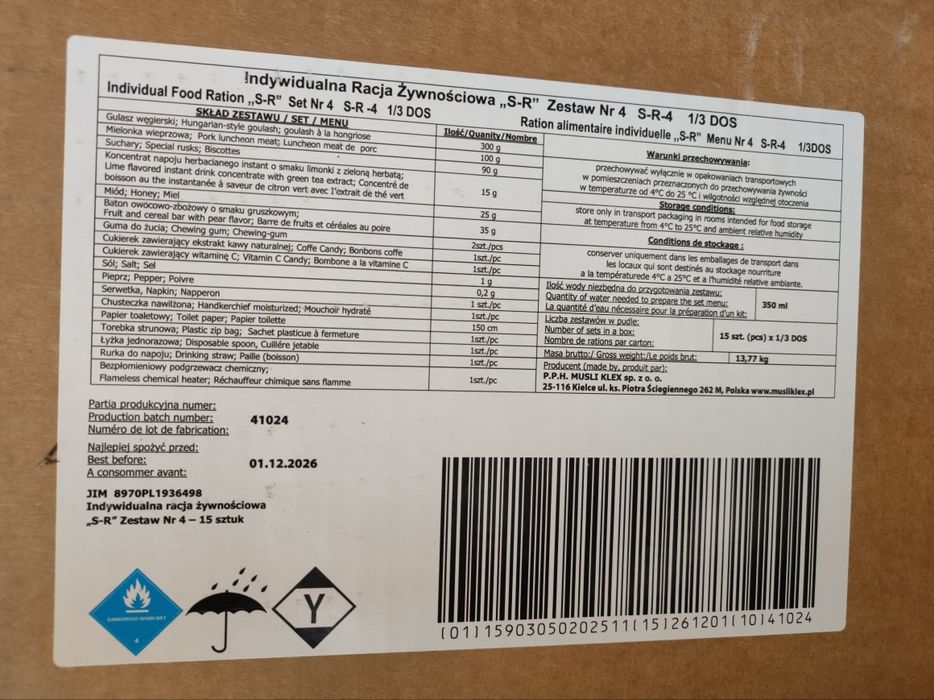 Indywidualna Racja Żywnościowa „S-R” Zestaw Nr 4 S-R-4 1/3 DOS
Individual Food Ration „S-R” Set Nr 4 S-R -4 1/3 DOS
Ration alimentaire individuelle „S-R” Menu Nr 4 S-R-4 1/3DOS
SKŁAD ZESTAWU / SET / MENU
Ilość/Quanity/Nombre
Gulasz węgierski; Hungarian-style goulash; goulash à la hongroise
300 g
Mielonka wieprzowa; Pork luncheon meat; Luncheon meat de porc
100 g
Suchary; Special rusks; Biscottes
90 g
Koncentrat napoju herbacianego instant o smaku limonki z zieloną herbatą;
Lime flavored instant drink concentrate with green tea extract; Concentré de
boisson au the instantanée à saveur de citron vert avec l'extrait de thé vert
15 g
Miód; Honey; Miel
25 g
Baton owocowo-zbożowy o smaku gruszkowym;
Fruit and cereal bar with pear flavor; Barre de fruits et céréales au poire
35 g
Guma do żucia; Chewing gum; Chewing-gum
2szt./pc
Cukierek zawierający ekstrakt kawy naturalnej; Coffe Candy; Bonbons coffe
1szt./pc
Cukierek zawierający witaminę C; Vitamin C Candy; Bombone a la vitamine C
1szt./pc
Sól; Salt; Sel
1 g
Pieprz; Pepper; Poivre
0,2 g
Serwetka, Napkin; Napperon
1 szt./pc
Chusteczka nawilżona; Handkerchief moisturized; Mouchoir hydraté
1szt./pc
Papier toaletowy; Toilet paper; Papier toilette
150 cm
Torebka strunowa; Plastic zip bag; Sachet plasticue à fermeture
1szt./pc
Łyżka jednorazowa; Disposable spoon, Cuillére jetable
1szt./pc
Rurka do napoju; Drinking straw; Paille (boisson)
1szt./pc
Bezpłomieniowy podgrzewacz chemiczny;
Flameless chemical heater; Réchauffeur chimique sans flamme
1szt./pc
Warunki przechowywania:
przechowywać wyłącznie w opakowaniach transportowych
w pomieszczeniach przeznaczonych do przechowywania żywności
w temperaturze od 4°C do 25 °C i wilgotności względnej otoczenia
Storage conditions:
store only in transport packaging in rooms intended for food storage
at temperature from 4°C to 25°C and ambient relative humidity
Conditions de stockage :
conserver uniquement dans les emballages de transport dans
les locaux qui sont destinés au stockage nourriture
a la températurede 4°C a 25°C et a l'humidité relative ambiante.
Ilość wody niezbędna do przygotowania zestawu:
Quantity of water needed to prepare the set menu:
La quantité d'eau nécessaire pour la préparation d'un kit:
350 ml
Liczba zestawów w pudle:
Number of sets in a box:
Nombre de rations par carton:
15 szt. (pcs) x 1/3 DOS
Masa brutto:/ Gross weight:/Le poids brut:
13,77 kg
Producent (made by, produit par):
P.P.H. MUSLI KLEX sp. z o. o.
25-116 Kielce ul. ks. Piotra Ściegiennego 262 M, Polska www.musliklex.pl
Partia produkcyjna numer:
Production batch number:
Numéro de lot de fabrication:
41024
Najlepiej spożyć przed:
Best before:
A consommer avant:
01.12.2026
JIM 8970PL1936498
Indywidualna racja żywnościowa
„S-R” Zestaw Nr 4 – 15 sztuk
DANGEROUS WHEN WET
4
Y
(01)15903050202511(15)261201(10)41024